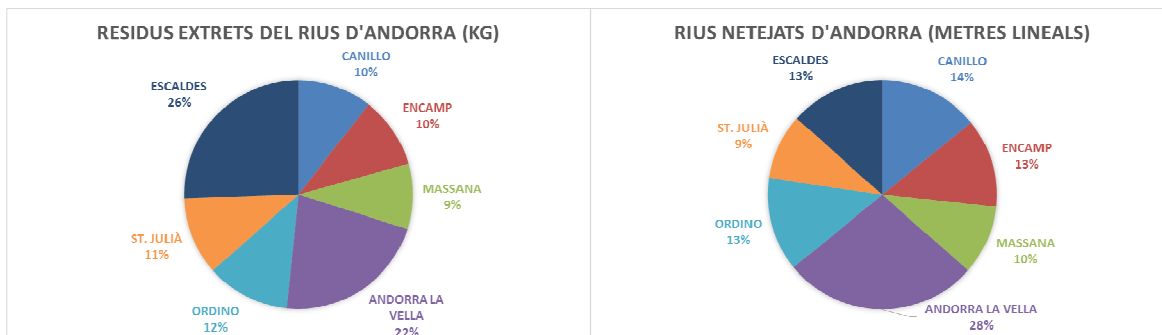 RESIDUS EXTRETS DEL RIUS D'ANDORRA (KG)
CANILLO
10%
ENCAMP
10%
MASSANA
9%
ANDORRA LA
VELLA
22%
ORDINO
12%
ST. JULIÀ
11%
ESCALDES
26%
RIUS NETEJATS D'ANDORRA (METRES LINEALS)
CANILLO
14%
ENCAMP
13%
MASSANA
10%
ANDORRA LA VELLA
28%
ORDINO
13%
ST. JULIÀ
9%
ESCALDES
13%